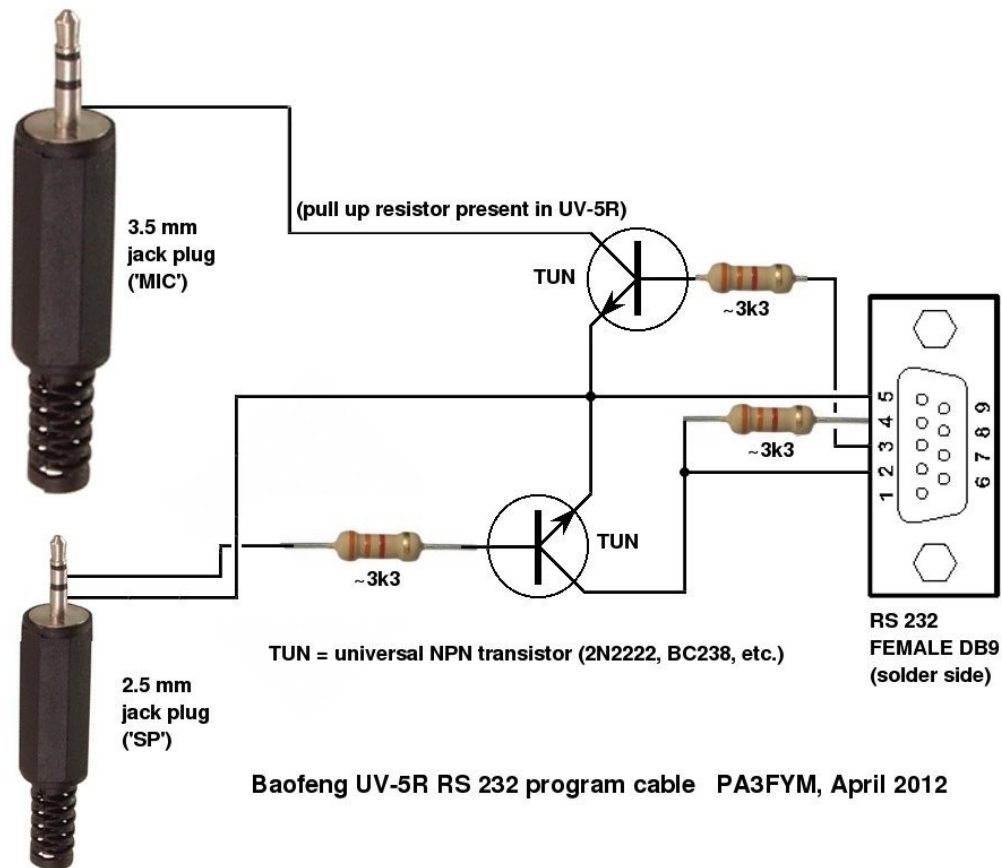 3.5 mm
jack plug
('MIC')
(pull up resistor present in UV-5R)
TUN
~3k3
5
4
3
2
1
9
8
7
6
~3k3
TUN
~3k3
RS 232
FEMALE DB9
(solder side)
TUN = universal NPN transistor (2N2222, BC238, etc.)
2.5 mm
jack plug
('SP')
Baofeng UV-5R RS 232 program cable PA3FYM, April 2012